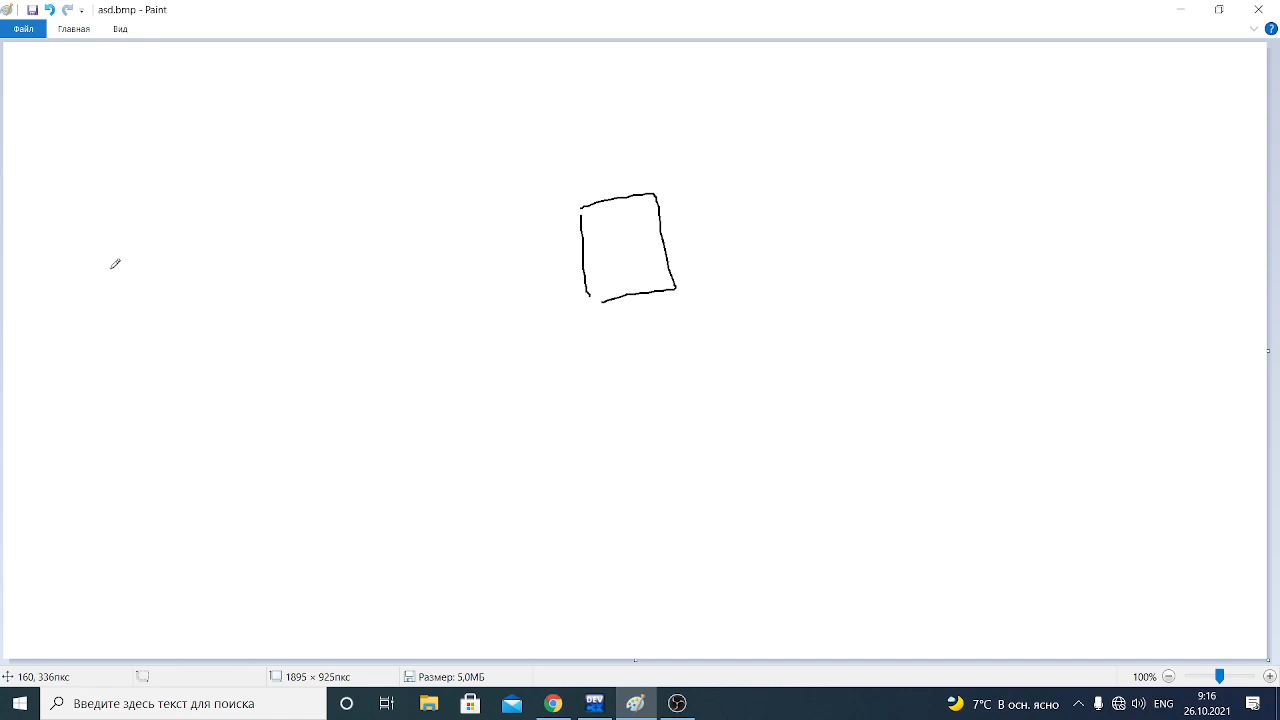 asd.bmp - Paint
Файл Главная Вид
160, 336пкс 1895 × 925пкс Размер: 5,0МБ 100%
Введите здесь текст для поиска DEV 7°C В осн. ясно ENG 9:16
26.10.2021